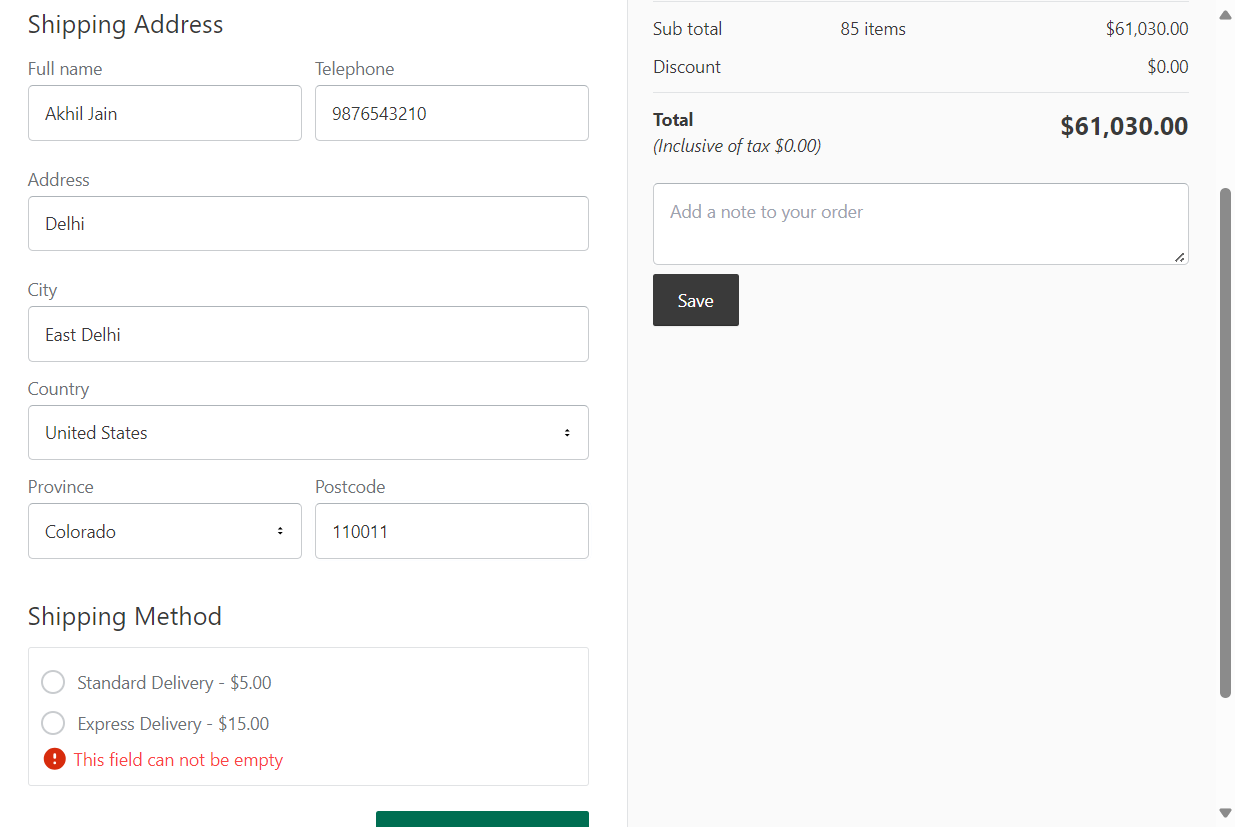 Shipping Address
Full name
Telephone
Akhil Jain
9876543210
Address
Delhi
City
East Delhi
Country
United States
Province
Postcode
Colorado
110011
Shipping Method
Standard Delivery - $5.00
Express Delivery - $15.00
This field can not be empty
Sub total 85 items $61,030.00
Discount $0.00
Total $61,030.00
(Inclusive of tax $0.00)
Add a note to your order
Save